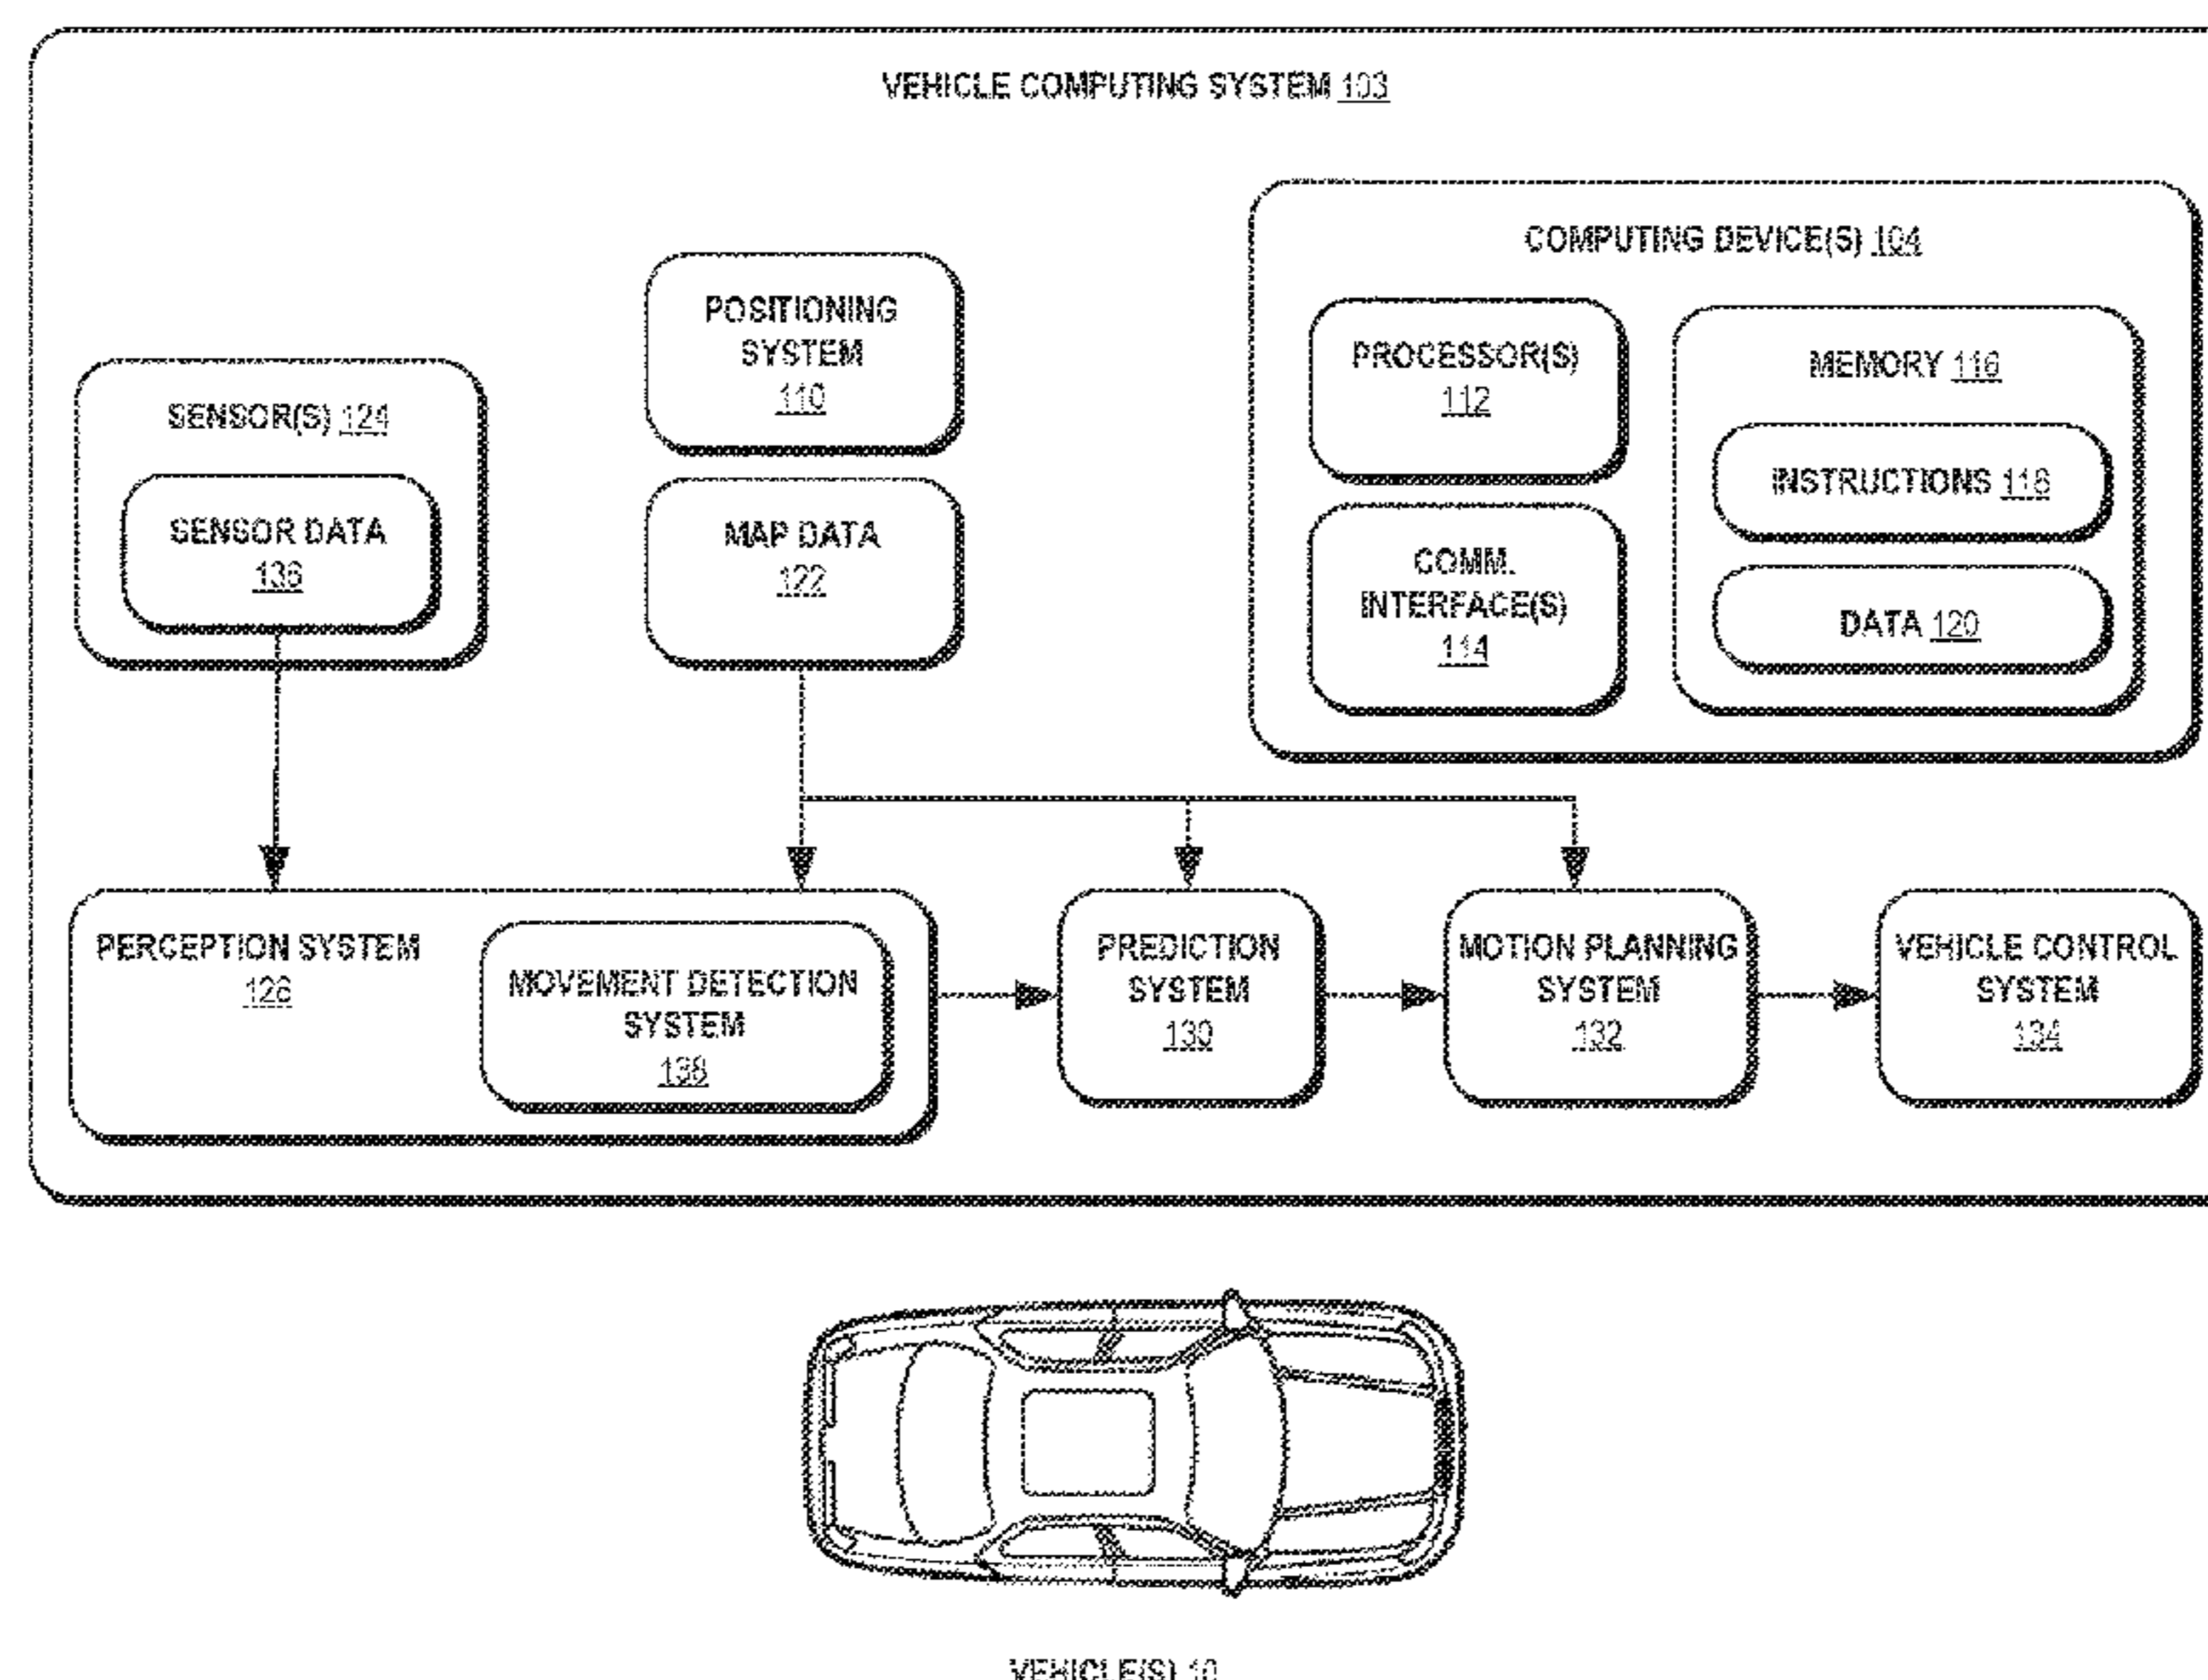 VEHICLE COMPUTING SYSTEM 103
COMPUTING DEVICE(S) 104
POSITIONING
SYSTEM
110
PROCESSOR(S)
112
MEMORY 116
SENSOR(S) 124
INSTRUCTIONS 118
SENSOR DATA
136
MAP DATA
122
COMM.
INTERFACE(S)
114
DATA 120
PERCEPTION SYSTEM
126
MOVEMENT DETECTION
SYSTEM
138
PREDICTION
SYSTEM
130
MOTION PLANNING
SYSTEM
132
VEHICLE CONTROL
SYSTEM
134
VEHICLE(S) 10